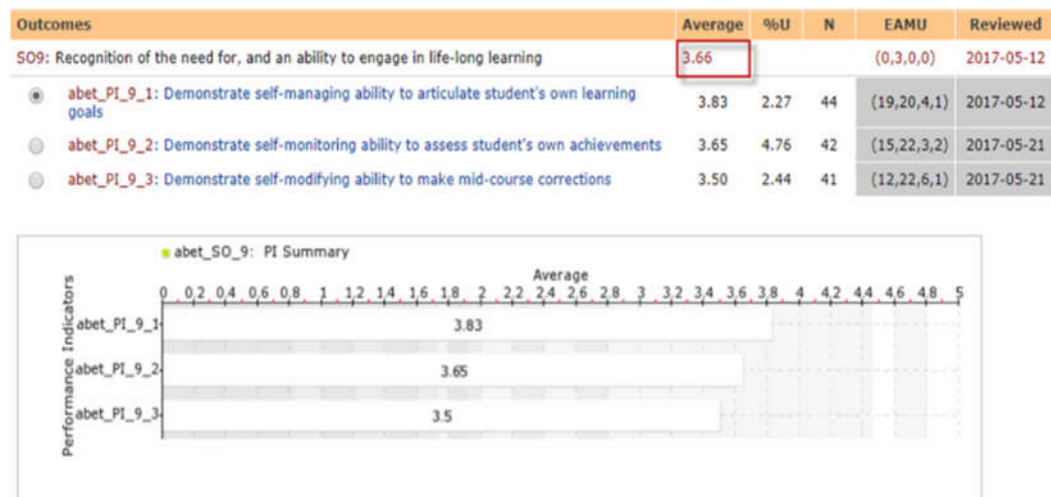 Outcomes Average %U N EAMU Reviewed
SO9: Recognition of the need for, and an ability to engage in life-long learning 3.66 (0,3,0,0) 2017-05-12
abet_PI_9_1: Demonstrate self-managing ability to articulate student's own learning
goals 3.83 2.27 44 (19,20,4,1) 2017-05-12
abet_PI_9_2: Demonstrate self-monitoring ability to assess student's own achievements 3.65 4.76 42 (15,22,3,2) 2017-05-21
abet_PI_9_3: Demonstrate self-modifying ability to make mid-course corrections 3.50 2.44 41 (12,22,6,1) 2017-05-21
abet_SO_9: PI Summary
Average
0 0,2 0,4 0,6 0,8 1 1,2 1,4 1,6 1,8 2 2,2 2,4 2,6 2,8 3 3,2 3,4 3,6 3,8 4 4,2 4,4 4,6 4,8 5
Performance Indicators
abet_PI_9_1 3.83
abet_PI_9_2 3.65
abet_PI_9_3 3.5